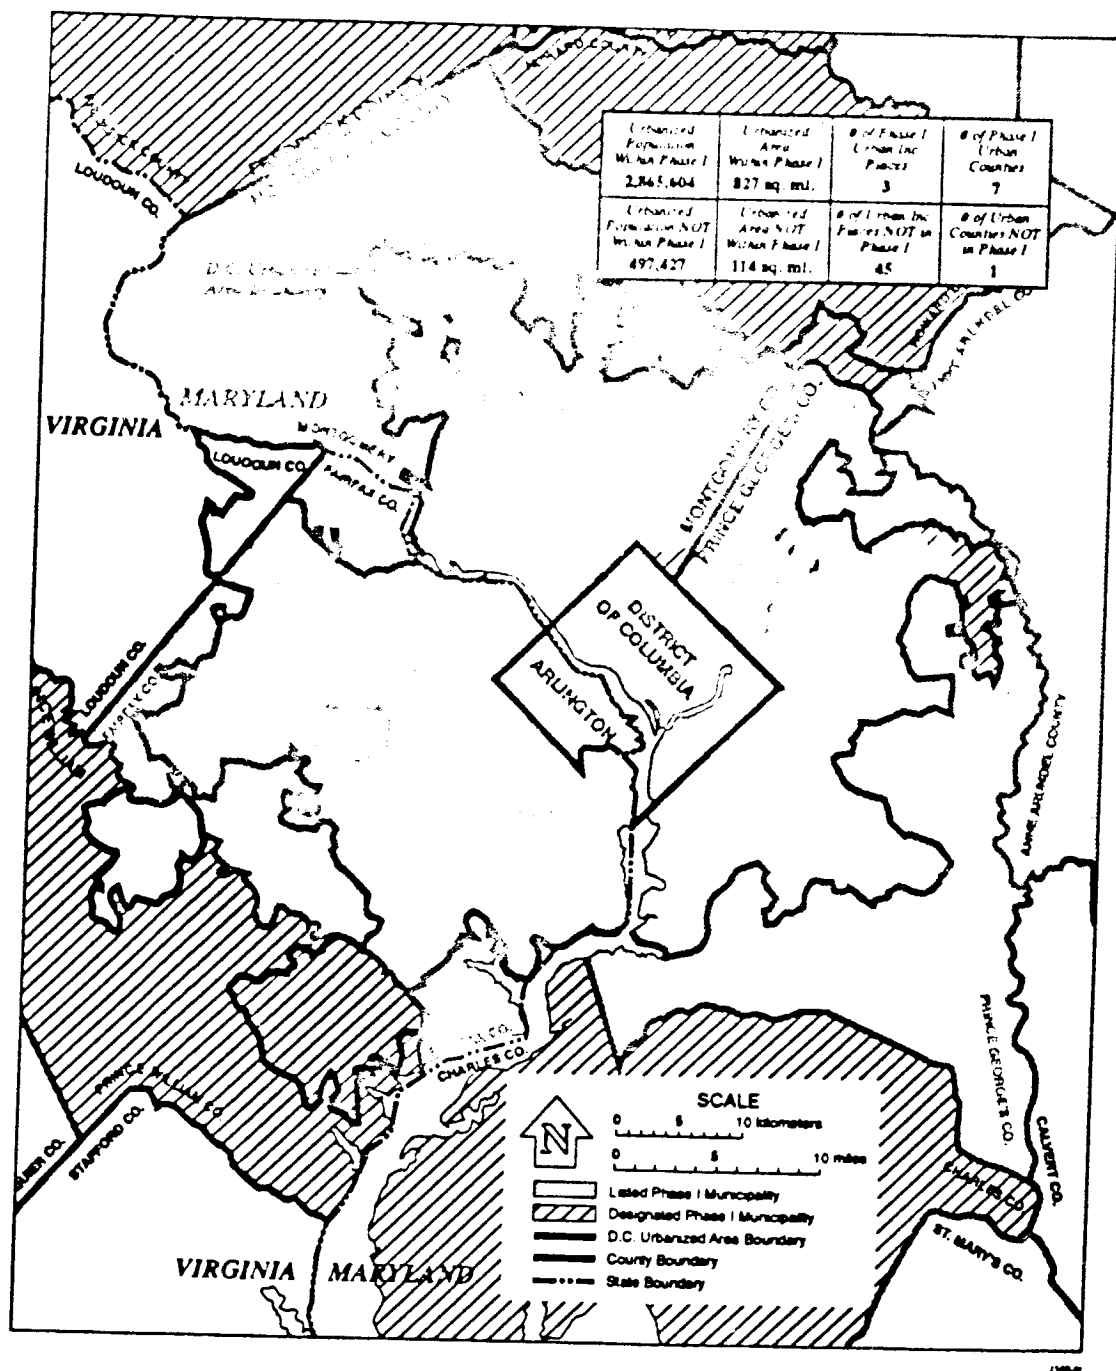 Urbanized
Population
Within Phase I
2,865,604
Urbanized
Area
Within Phase I
827 sq. mi.
# of Phase I
Urban Inc
Places
3
# of Phase I
Urban
Counties
7
Urbanized
Population NOT
Within Phase I
497,427
Urbanized
Area NOT
Within Phase I
114 sq. mi.
# of Urban Inc
Places NOT in
Phase I
45
# of Urban
Counties NOT
in Phase I
1
HOWARD COUNTY
LOUDOUN CO.
MARYLAND
VIRGINIA
MONTGOMERY
LOUDOUN CO.
FAIRFAX CO.
MONTGOMERY CO.
PRINCE GEORGE'S CO.
DISTRICT
OF COLUMBIA
ARLINGTON
LOUDOUN CO.
FAIRFAX CO.
ANNE ARUNDEL COUNTY
CHARLES CO.
PRINCE GEORGE'S CO.
PRINCE WILLIAM CO.
STAFFORD CO.
CALVERT CO.
CHARLES CO.
ST. MARY'S CO.
SCALE
0 5 10 kilometers
N
0 5 10 miles
Listed Phase I Municipality
Designated Phase I Municipality
D.C. Urbanized Area Boundary
County Boundary
State Boundary
VIRGINIA MARYLAND